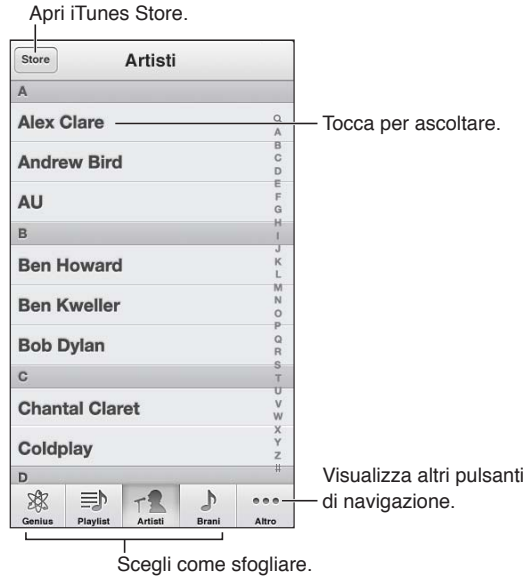 Apri iTunes Store.
Store
Artisti
A
Alex Clare
Tocca per ascoltare.
Andrew Bird
AU
B
Ben Howard
Ben Kweller
Bob Dylan
C
Chantal Claret
Coldplay
D
A
B
C
D
E
F
G
H
I
J
K
L
M
N
O
P
Q
R
S
T
U
V
W
X
Y
Z
#
Visualizza altri pulsanti
di navigazione.
Genius
Playlist
Artisti
Brani
Altro
Scegli come sfogliare.